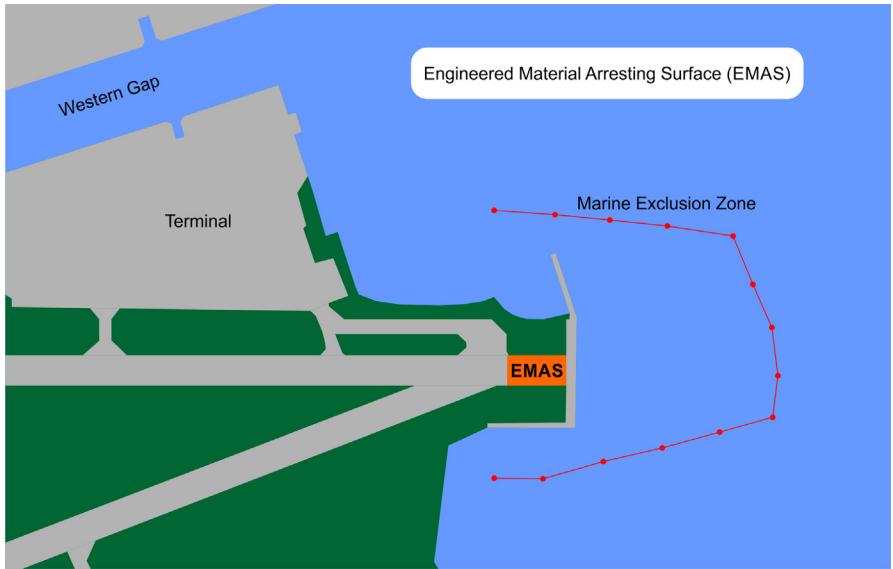 Engineered Material Arresting Surface (EMAS)
Western Gap
Marine Exclusion Zone
Terminal
EMAS